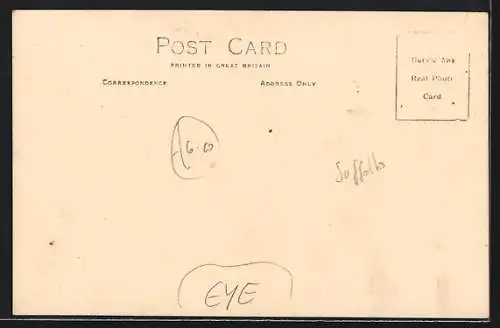 POST CARD
PRINTED IN GREAT BRITAIN
CORRESPONDENCE
ADDRESS ONLY
Real Photo
Card
6.00
Suffolk
EYE